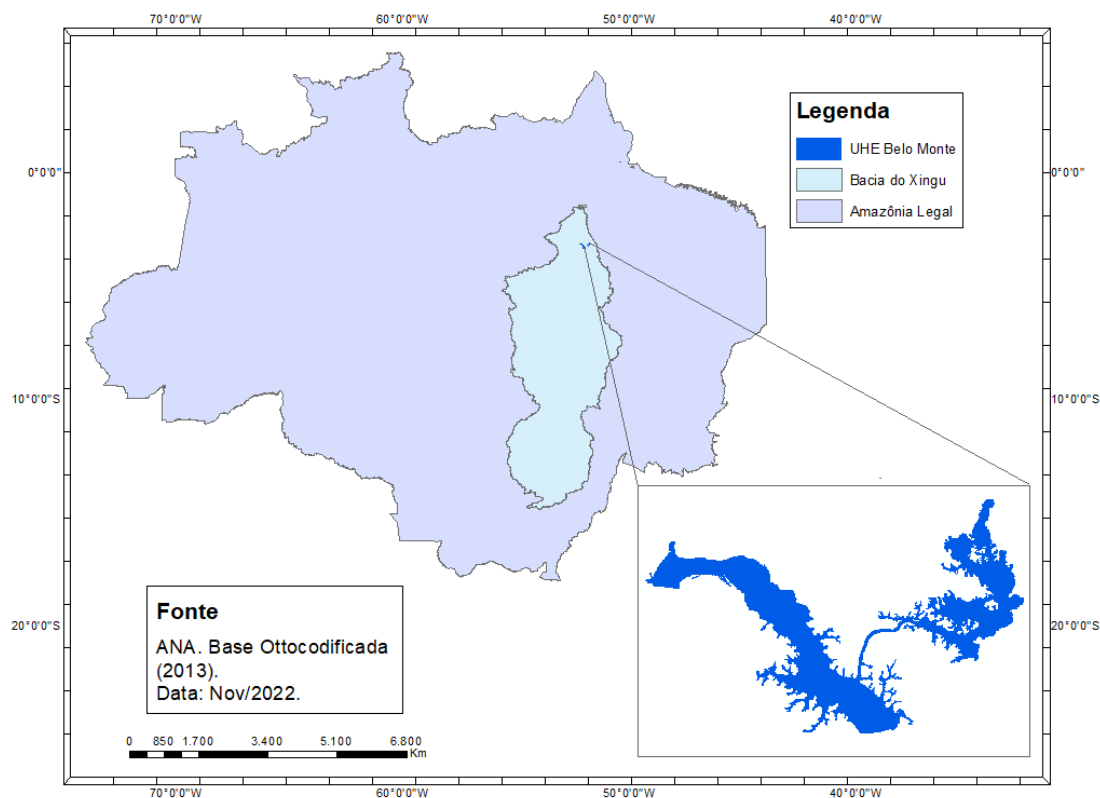 70°0'0"W 60°0'0"W 50°0'0"W 40°0'0"W
Legenda
UHE Belo Monte
Bacia do Xingu
Amazônia Legal
0°0'0" 0°0'0"
10°0'0"S 10°0'0"S
20°0'0"S 20°0'0"S
Fonte
ANA. Base Ottocodificada
(2013).
Data: Nov/2022.
0 850 1.700 3.400 5.100 6.800
Km
70°0'0"W 60°0'0"W 50°0'0"W 40°0'0"W